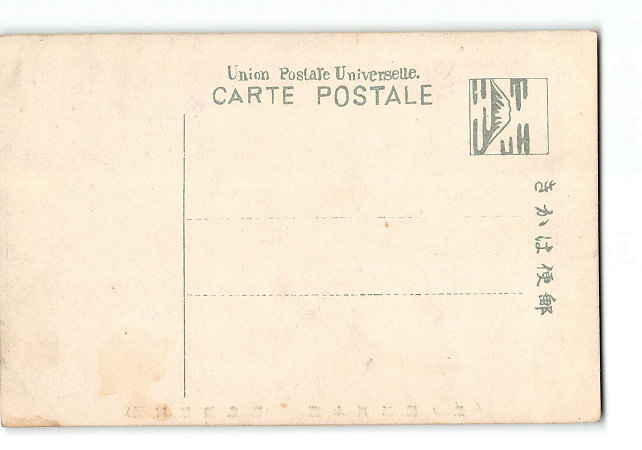 Union Postale Universelle.
CARTE POSTALE
きかは便郵